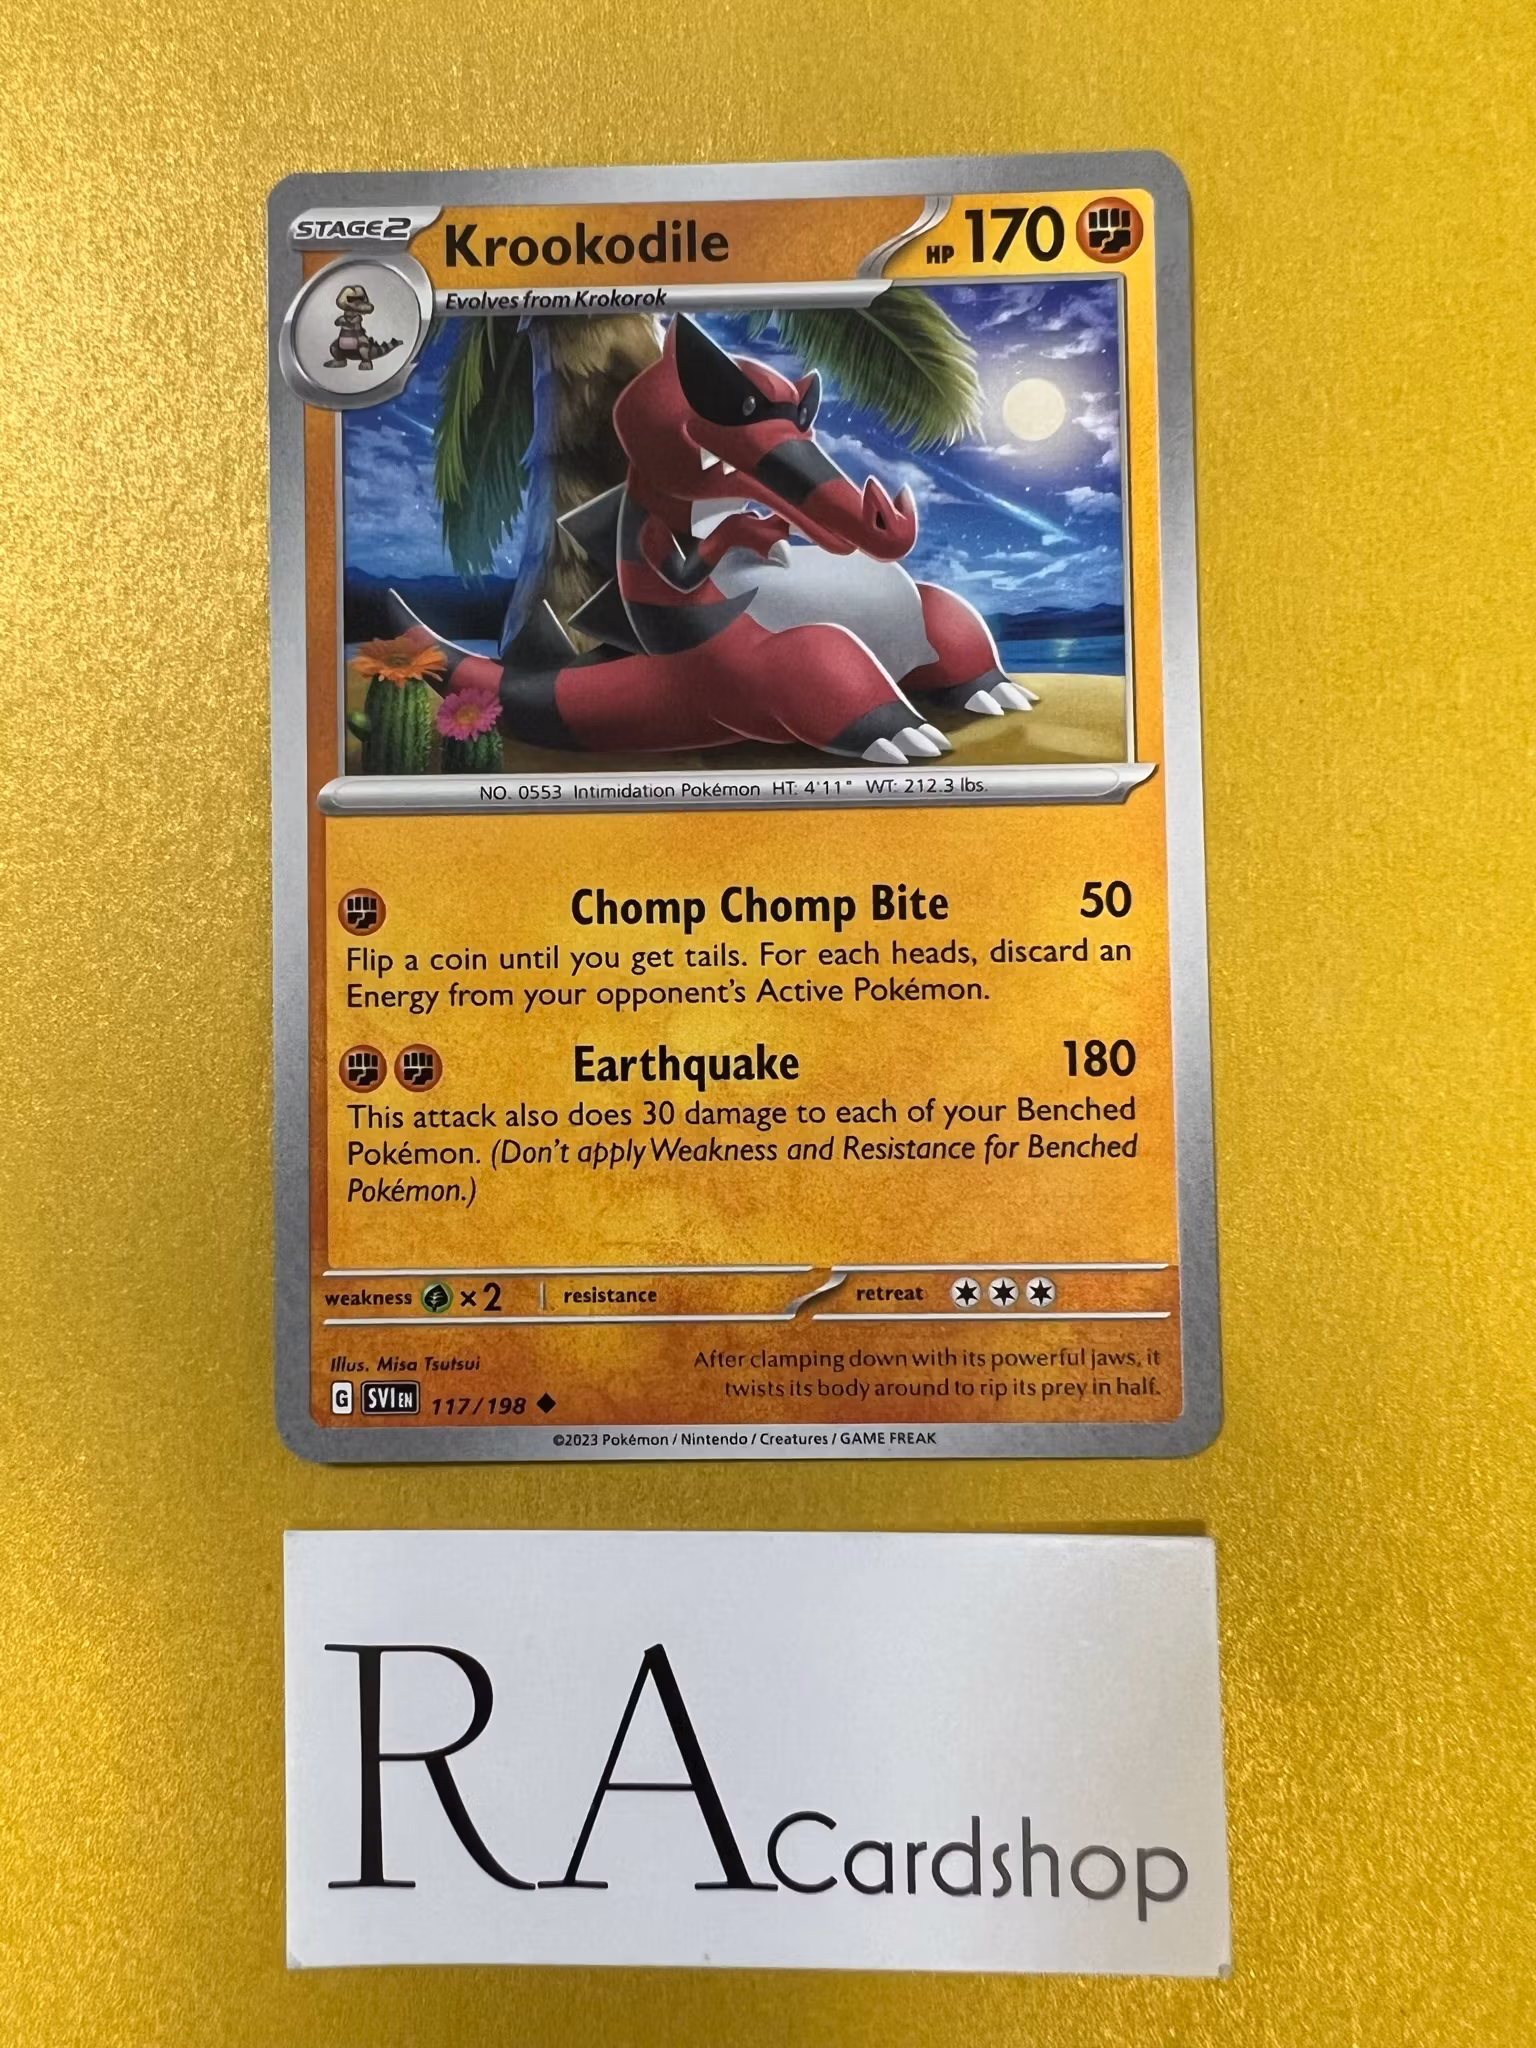 STAGE2
Krookodile
HP 170
Evolves from Krokorok
NO. 0553 Intimidation Pokémon HT: 4'11" WT: 212.3 lbs.
Chomp Chomp Bite 50
Flip a coin until you get tails. For each heads, discard an
Energy from your opponent's Active Pokémon.
Earthquake 180
This attack also does 30 damage to each of your Benched
Pokémon. (Don't apply Weakness and Resistance for Benched
Pokémon.)
weakness ×2 resistance retreat
Illus. Misa Tsutsui
After clamping down with its powerful jaws, it
twists its body around to rip its prey in half.
G SVI EN 117/198
©2023 Pokémon / Nintendo / Creatures / GAME FREAK
RA Cardshop